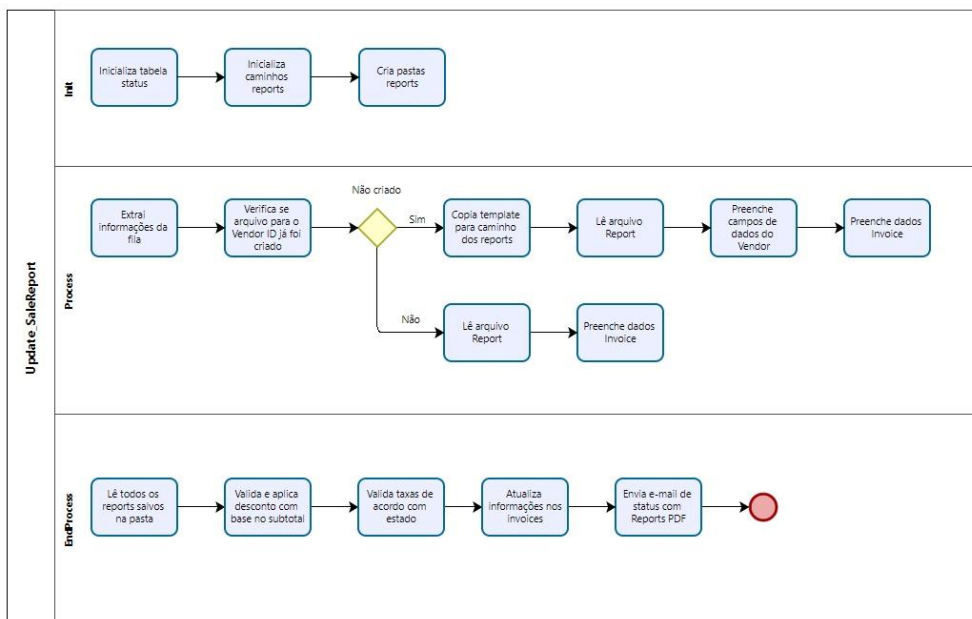 Update_SaleReport
Init
Inicializa tabela
status
Inicializa
caminhos
reports
Cria pastas
reports
Process
Extrai
informações da
fila
Verifica se
arquivo para o
Vendor ID já foi
criado
Não criado
Sim
Copia template
para caminho
dos reports
Lê arquivo
Report
Preenche
campos de
dados do
Vendor
Preenche dados
Invoice
Não
Lê arquivo
Report
Preenche dados
Invoice
EndProcess
Lê todos os
reports salvos
na pasta
Valida e aplica
desconto com
base no subtotal
Valida taxas de
acordo com
estado
Atualiza
informações nos
invoices
Envia e-mail de
status com
Reports PDF